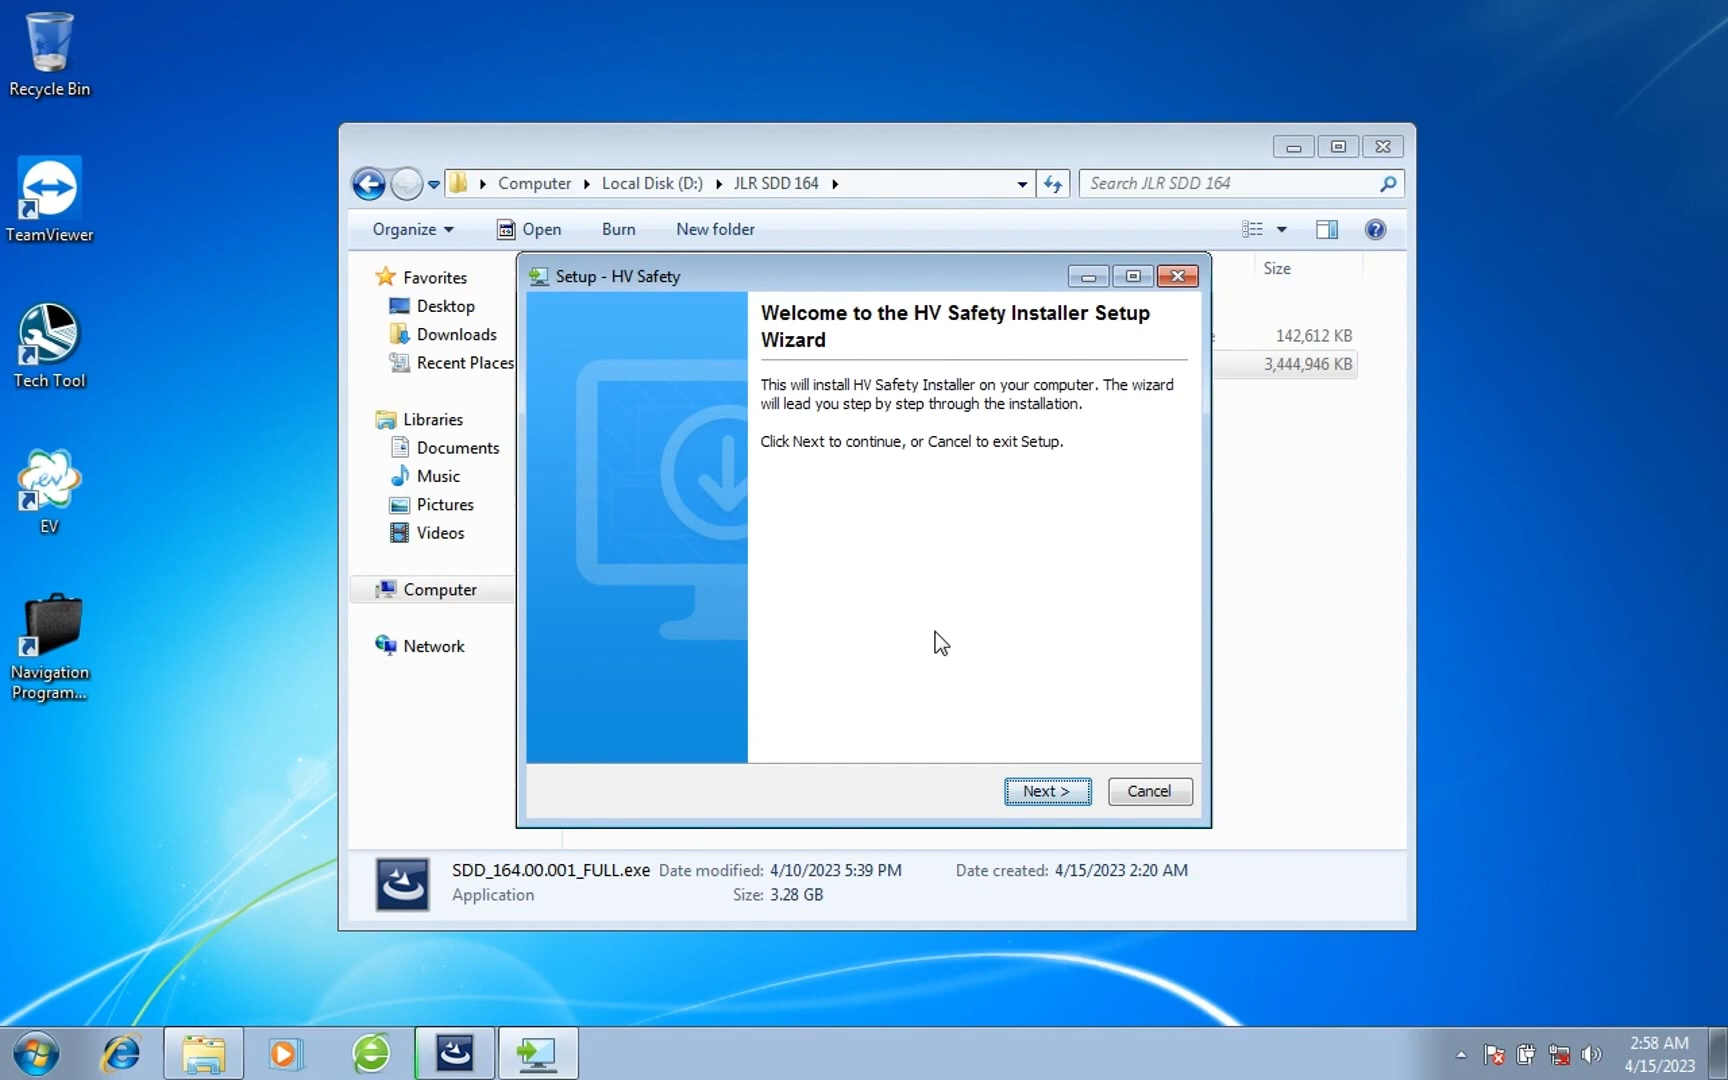 Recycle Bin
TeamViewer
Tech Tool
EV
Navigation
Program...
Computer
Local Disk (D:)
JLR SDD 164
Search JLR SDD 164
Organize
Open
Burn
New folder
Favorites
Desktop
Downloads
Recent Places
Libraries
Documents
Music
Pictures
Videos
Computer
Network
Size
142,612 KB
3,444,946 KB
Setup - HV Safety
Welcome to the HV Safety Installer Setup
Wizard
This will install HV Safety Installer on your computer. The wizard
will lead you step by step through the installation.
Click Next to continue, or Cancel to exit Setup.
Next >
Cancel
SDD_164.00.001_FULL.exe Date modified: 4/10/2023 5:39 PM Date created: 4/15/2023 2:20 AM
Application Size: 3.28 GB
2:58 AM
4/15/2023